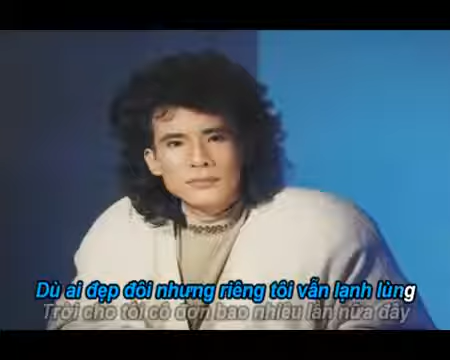 Dù ai đẹp đôi nhưng riêng tôi vẫn lạnh lùng
Trời cho tôi cô đơn bao nhiêu lần nữa đây